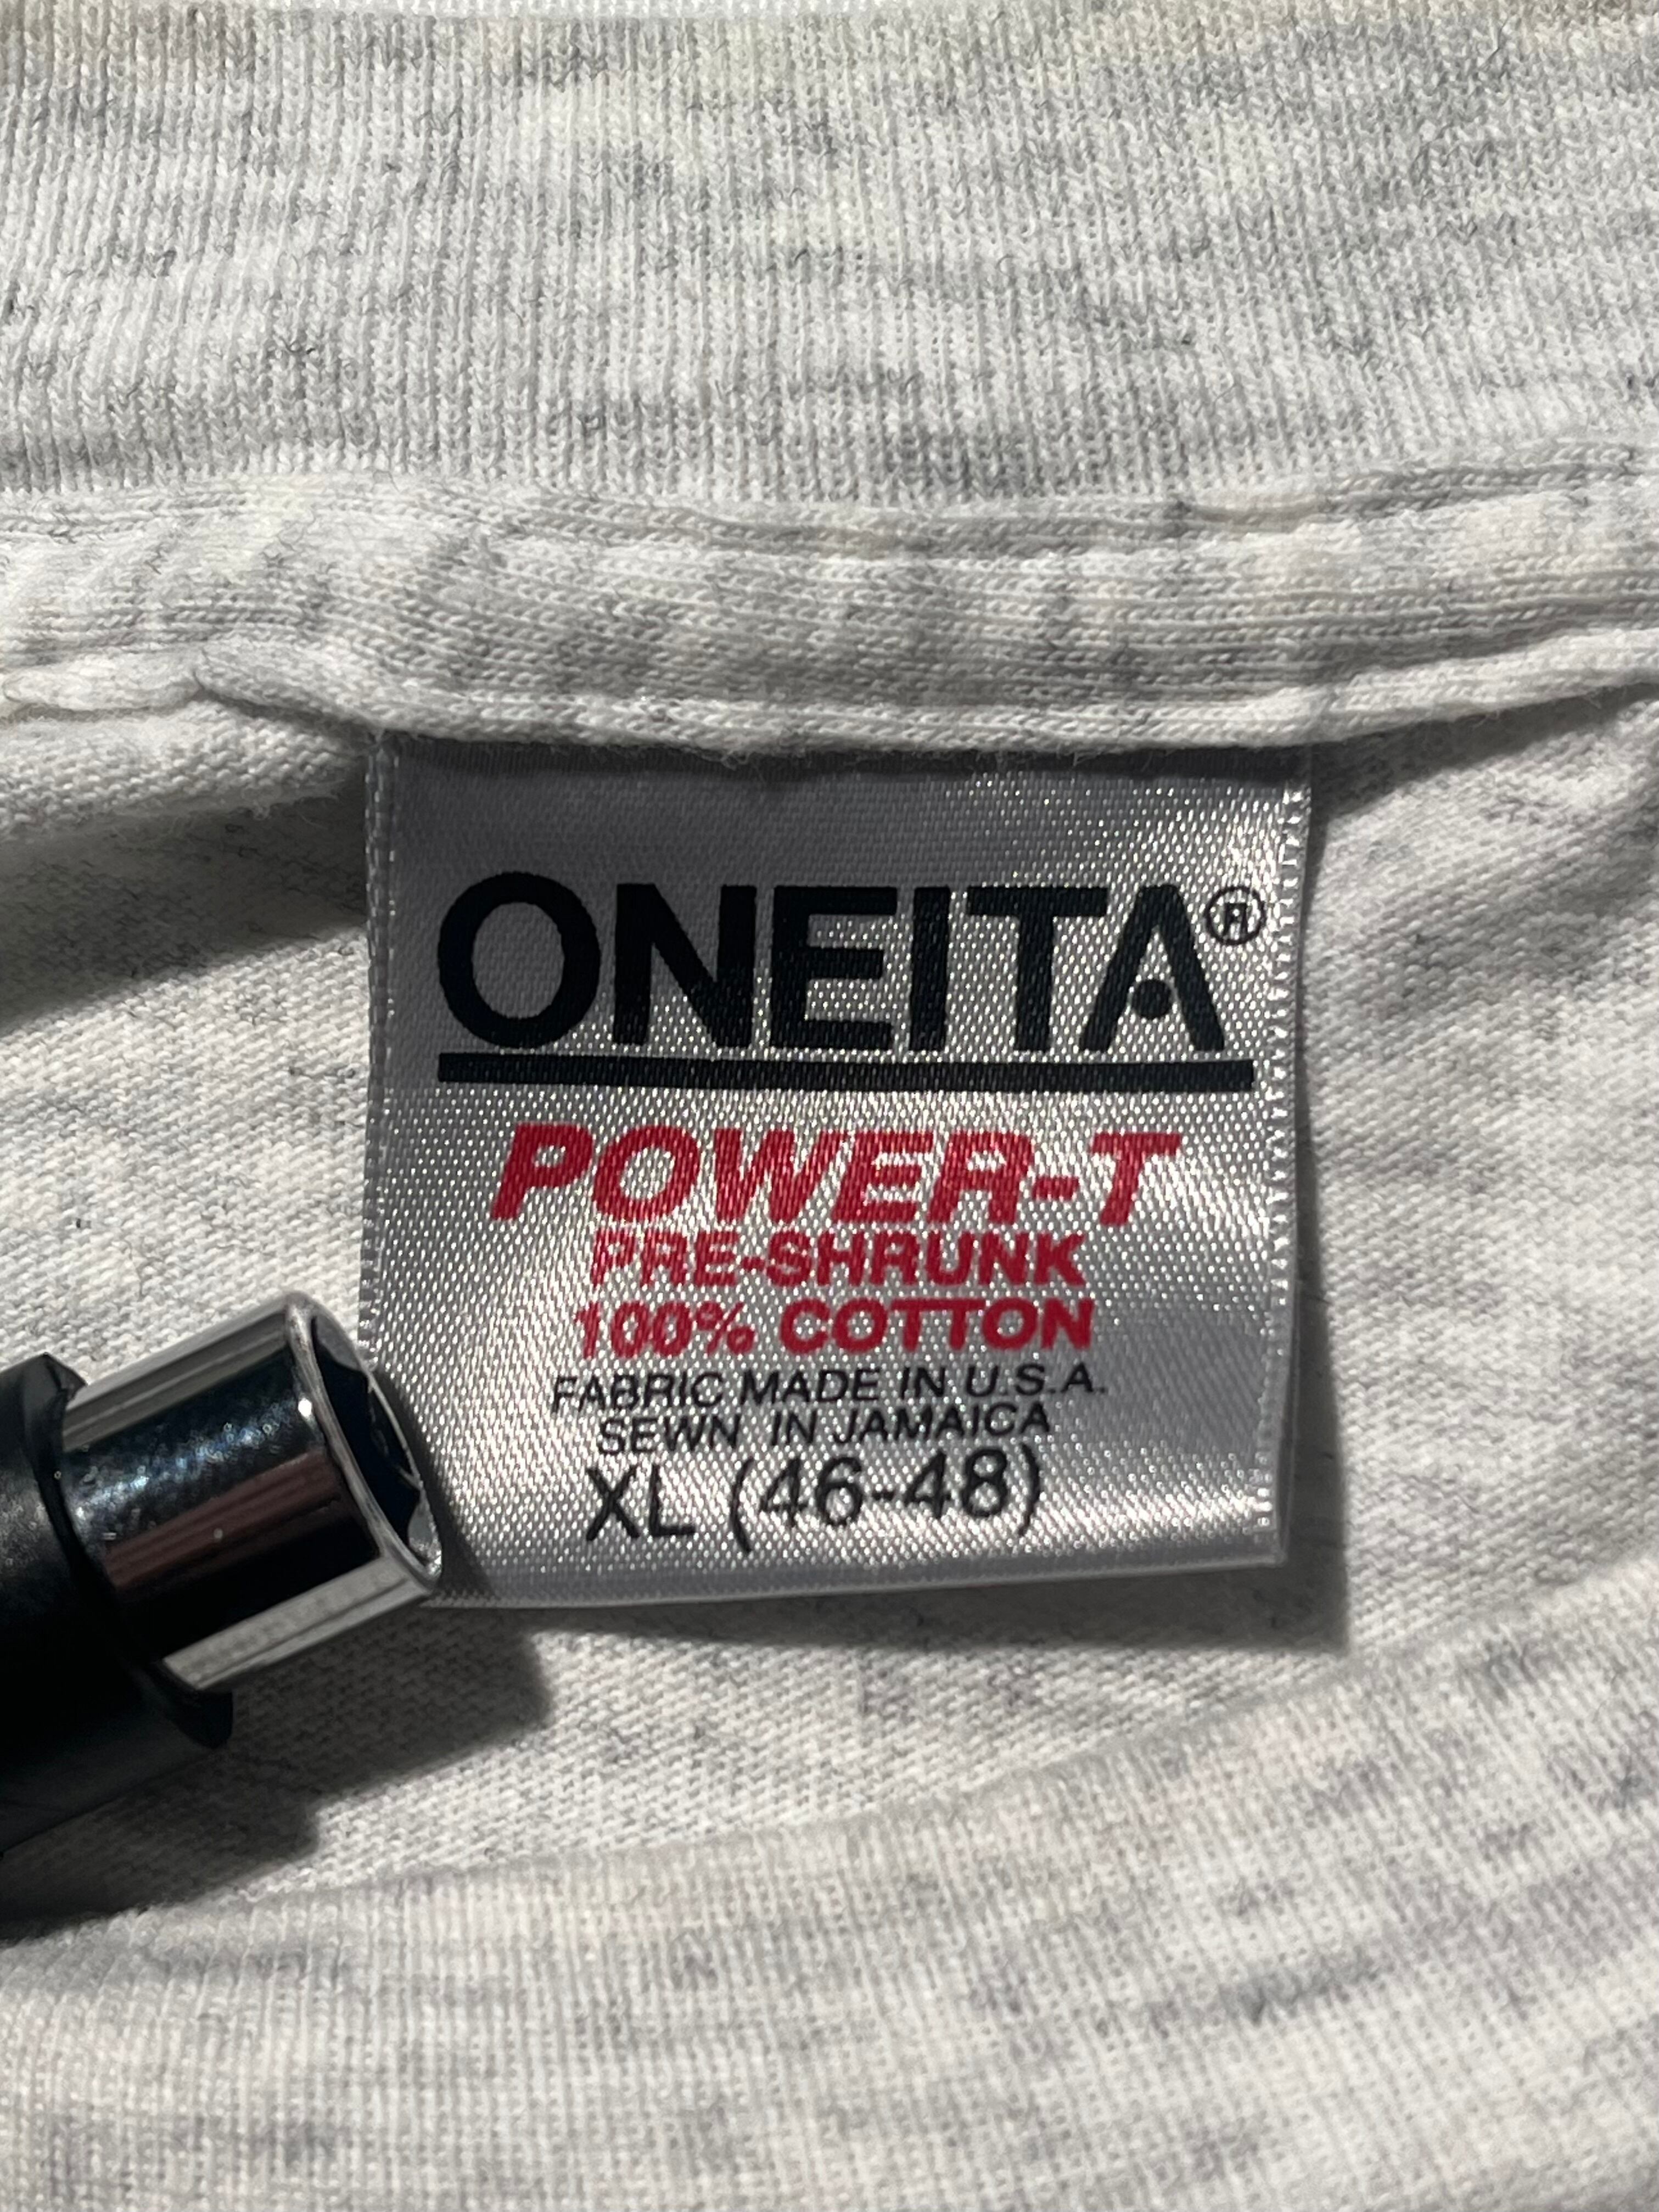 ONEITA®
POWER-T
PRE-SHRUNK
100% COTTON
FABRIC MADE IN U.S.A.
SEWN IN JAMAICA
XL (46-48)